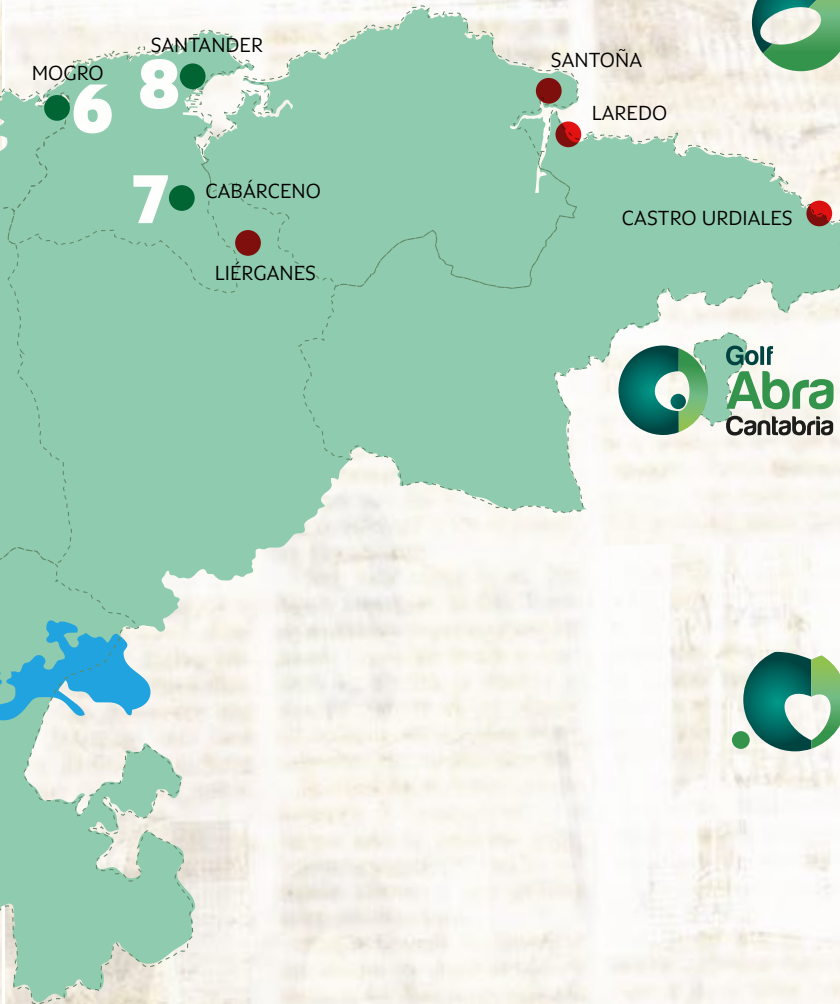 SANTANDER
SANTOÑA
MOGRO
8
6
LAREDO
7
CABÁRCENO
CASTRO URDIALES
LIÉRGANES
Golf
Abra
Cantabria